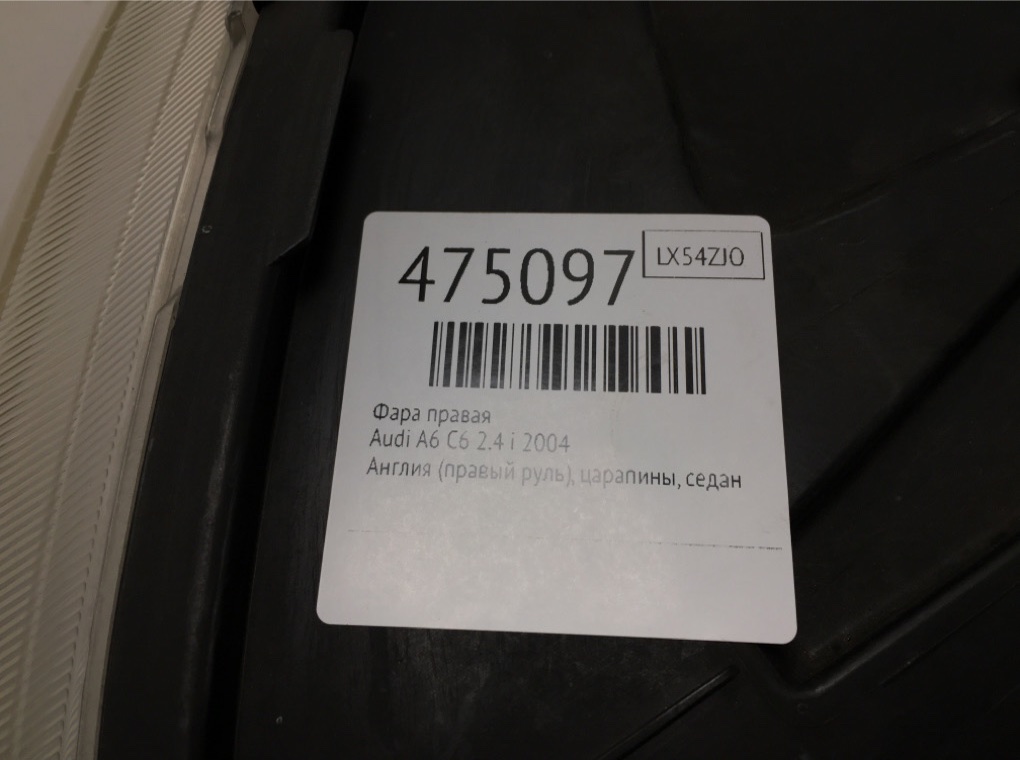 475097
LX54ZJO
Фара правая
Audi A6 C6 2.4 i 2004
Англия (правый руль), царапины, седан